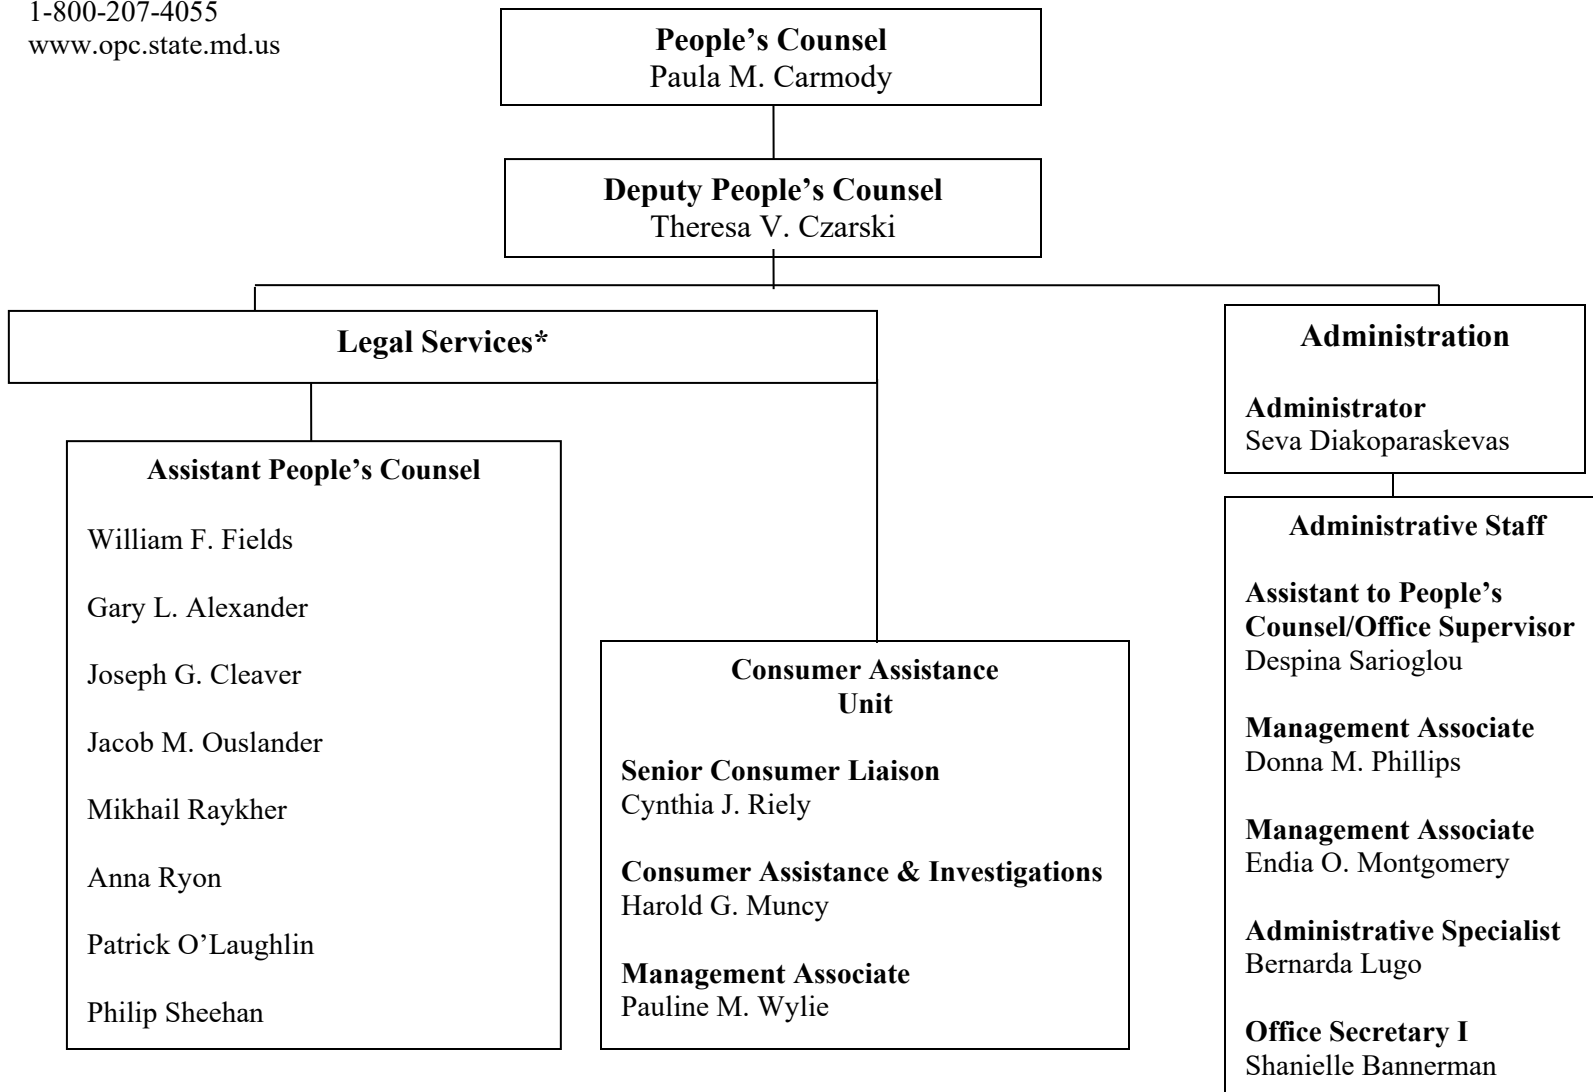 1-800-207-4055
www.opc.state.md.us
People’s Counsel
Paula M. Carmody
Deputy People’s Counsel
Theresa V. Czarski
Legal Services*
Assistant People’s Counsel
William F. Fields
Gary L. Alexander
Joseph G. Cleaver
Jacob M. Ouslander
Mikhail Raykher
Anna Ryon
Patrick O’Laughlin
Philip Sheehan
Consumer Assistance
Unit
Senior Consumer Liaison
Cynthia J. Riely
Consumer Assistance & Investigations
Harold G. Muncy
Management Associate
Pauline M. Wylie
Administration
Administrator
Seva Diakoparaskevas
Administrative Staff
Assistant to People’s
Counsel/Office Supervisor
Despina Sarioglou
Management Associate
Donna M. Phillips
Management Associate
Endia O. Montgomery
Administrative Specialist
Bernarda Lugo
Office Secretary I
Shanielle Bannerman